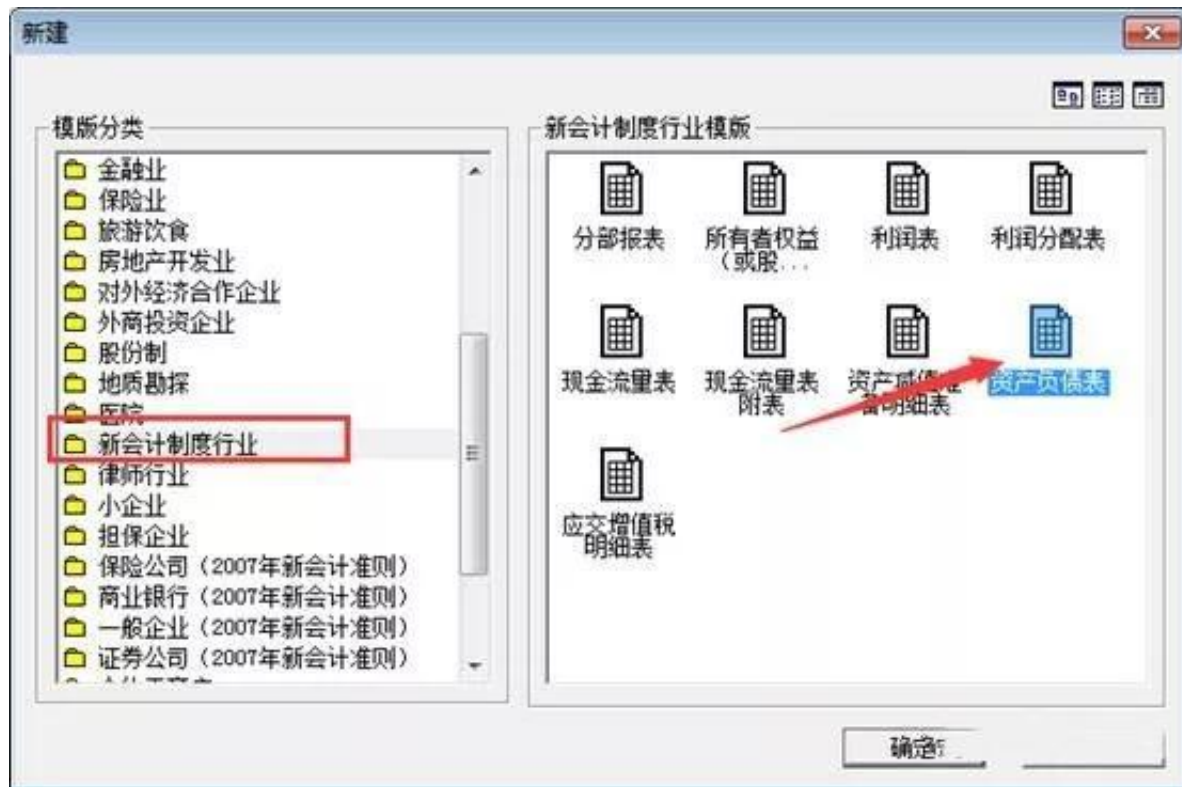 新建
模版分类
金融业
保险业
旅游饮食
房地产开发业
对外经济合作企业
外商投资企业
股份制
地质勘探
医院
新会计制度行业
律师行业
小企业
担保企业
保险公司（2007年新会计准则）
商业银行（2007年新会计准则）
一般企业（2007年新会计准则）
证券公司（2007年新会计准则）
新会计制度行业模版
分部报表
所有者权益
（或股...
利润表
利润分配表
现金流量表
现金流量表
附表
资产减值准
备明细表
资产负债表
应交增值税
明细表
确定